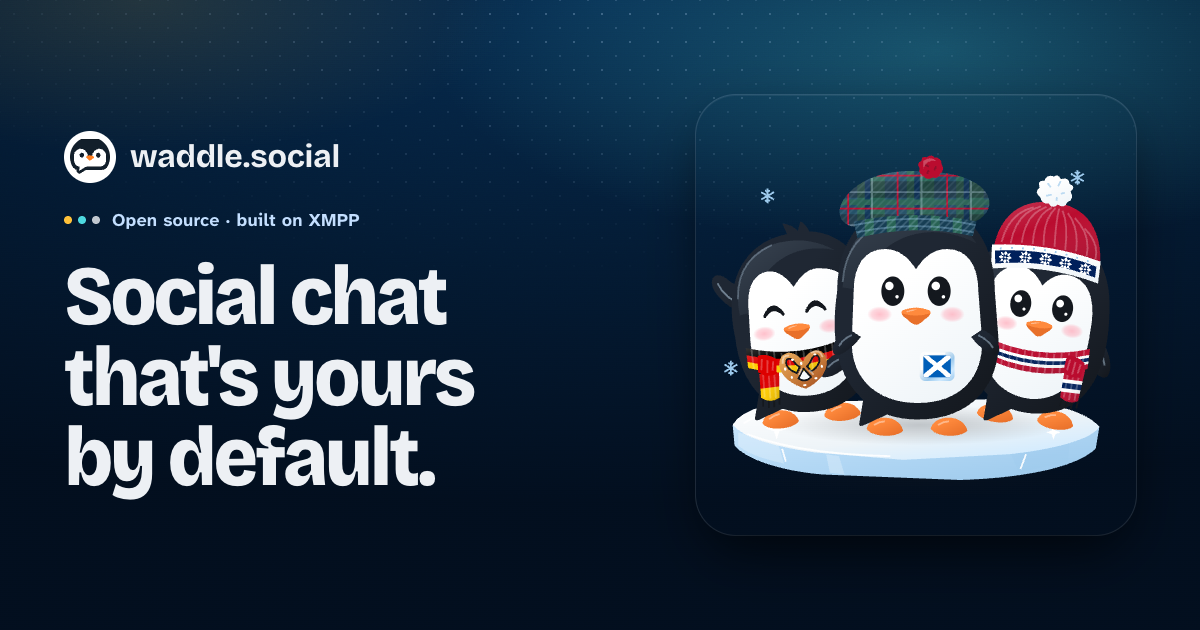 waddle.social
Open source · built on XMPP
Social chat
that's yours
by default.